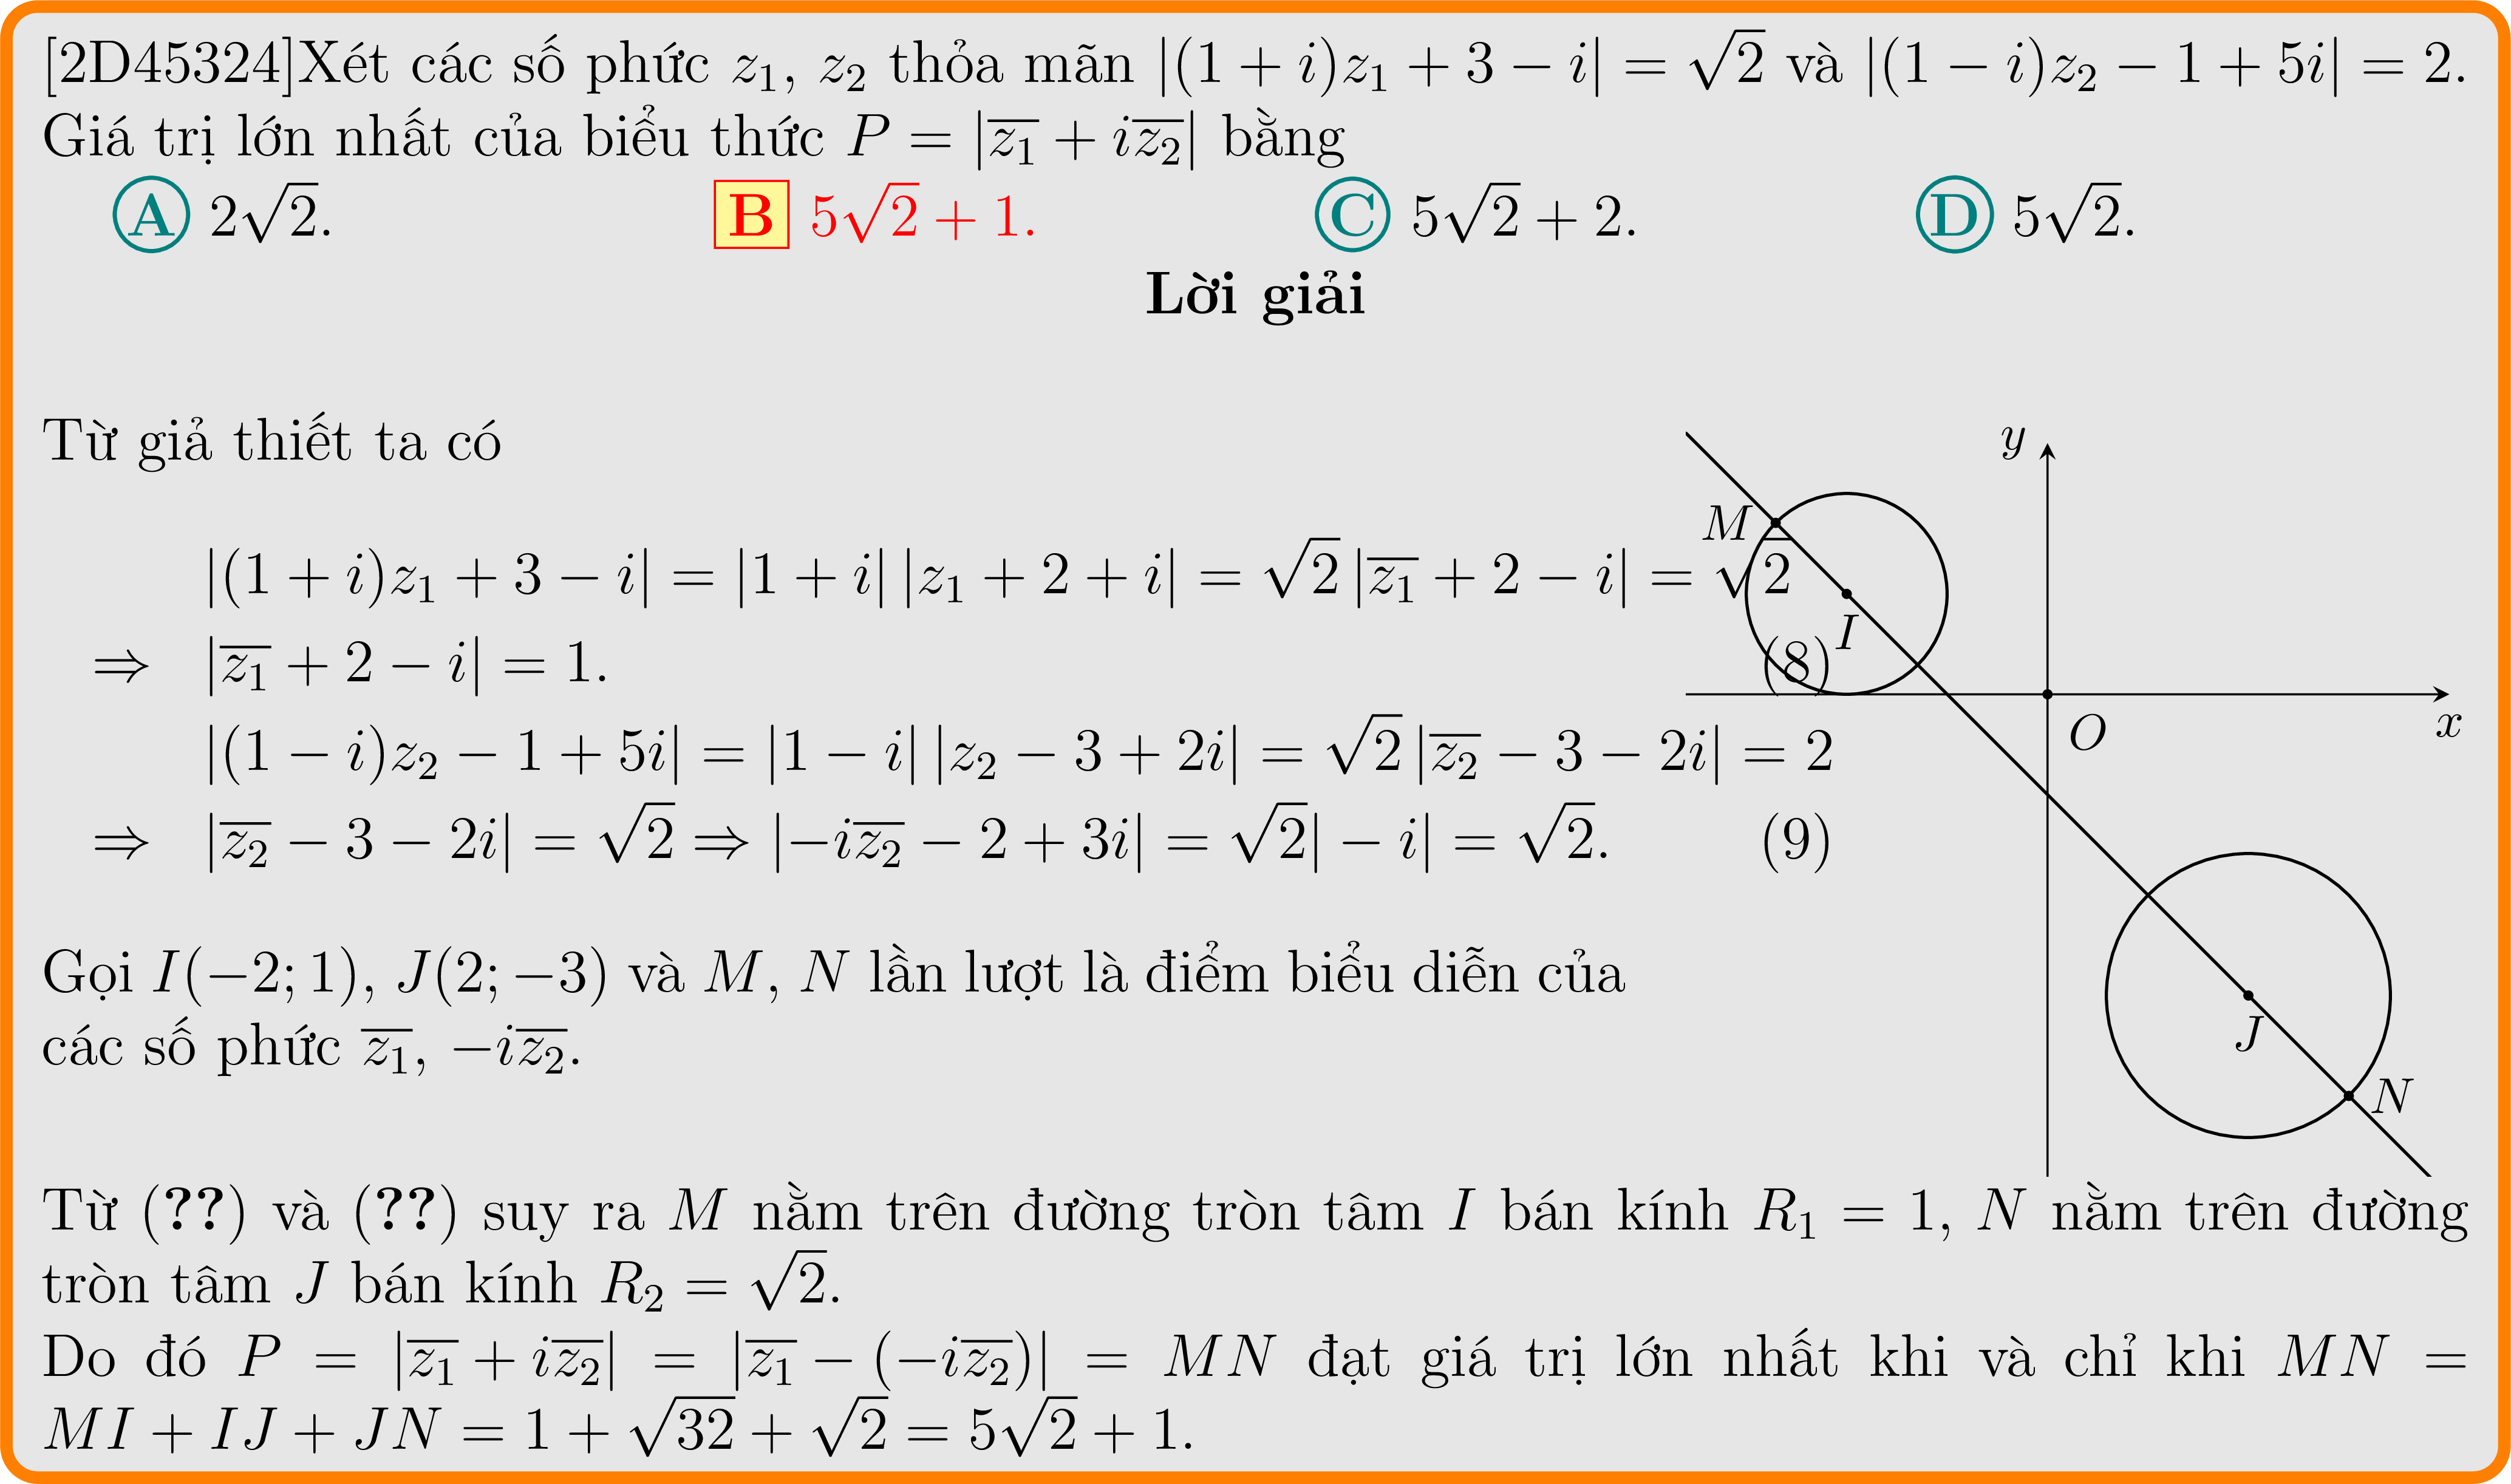 [2D45324]Xét các số phức $z_1$, $z_2$ thỏa mãn $|(1+i)z_1+3-i|=\sqrt{2}$ và $|(1-i)z_2-1+5i|=2$.
Giá trị lớn nhất của biểu thức $P=|\overline{z_1}+i\overline{z_2}|$ bằng
A $2\sqrt{2}$. B $5\sqrt{2}+1$. C $5\sqrt{2}+2$. D $5\sqrt{2}$.
Lời giải
Từ giả thiết ta có
$|(1+i)z_1+3-i|=|1+i|\,|z_1+2+i|=\sqrt{2}\,|\overline{z_1}+2-i|=\sqrt{2}$
$\Rightarrow |\overline{z_1}+2-i|=1.$ (8)
$|(1-i)z_2-1+5i|=|1-i|\,|z_2-3+2i|=\sqrt{2}\,|\overline{z_2}-3-2i|=2$
$\Rightarrow |\overline{z_2}-3-2i|=\sqrt{2}\Rightarrow|-i\overline{z_2}-2+3i|=\sqrt{2}|-i|=\sqrt{2}.$ (9)
Gọi $I(-2;1)$, $J(2;-3)$ và $M$, $N$ lần lượt là điểm biểu diễn của
các số phức $\overline{z_1}$, $-i\overline{z_2}$.
y
M
I
O
x
J
N
Từ (??) và (??) suy ra $M$ nằm trên đường tròn tâm $I$ bán kính $R_1=1$, $N$ nằm trên đường
tròn tâm $J$ bán kính $R_2=\sqrt{2}$.
Do đó $P=|\overline{z_1}+i\overline{z_2}|=|\overline{z_1}-(-i\overline{z_2})|=MN$ đạt giá trị lớn nhất khi và chỉ khi $MN=$
$MI+IJ+JN=1+\sqrt{32}+\sqrt{2}=5\sqrt{2}+1.$